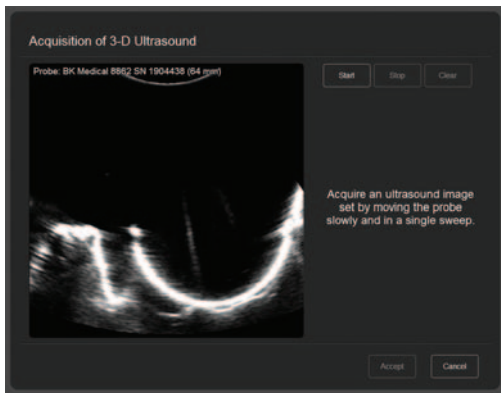 Acquisition of 3-D Ultrasound
Probe: BK Medical 8862 SN 1904438 (64 mm)
Start
Stop
Clear
Acquire an ultrasound image
set by moving the probe
slowly and in a single sweep.
Accept
Cancel